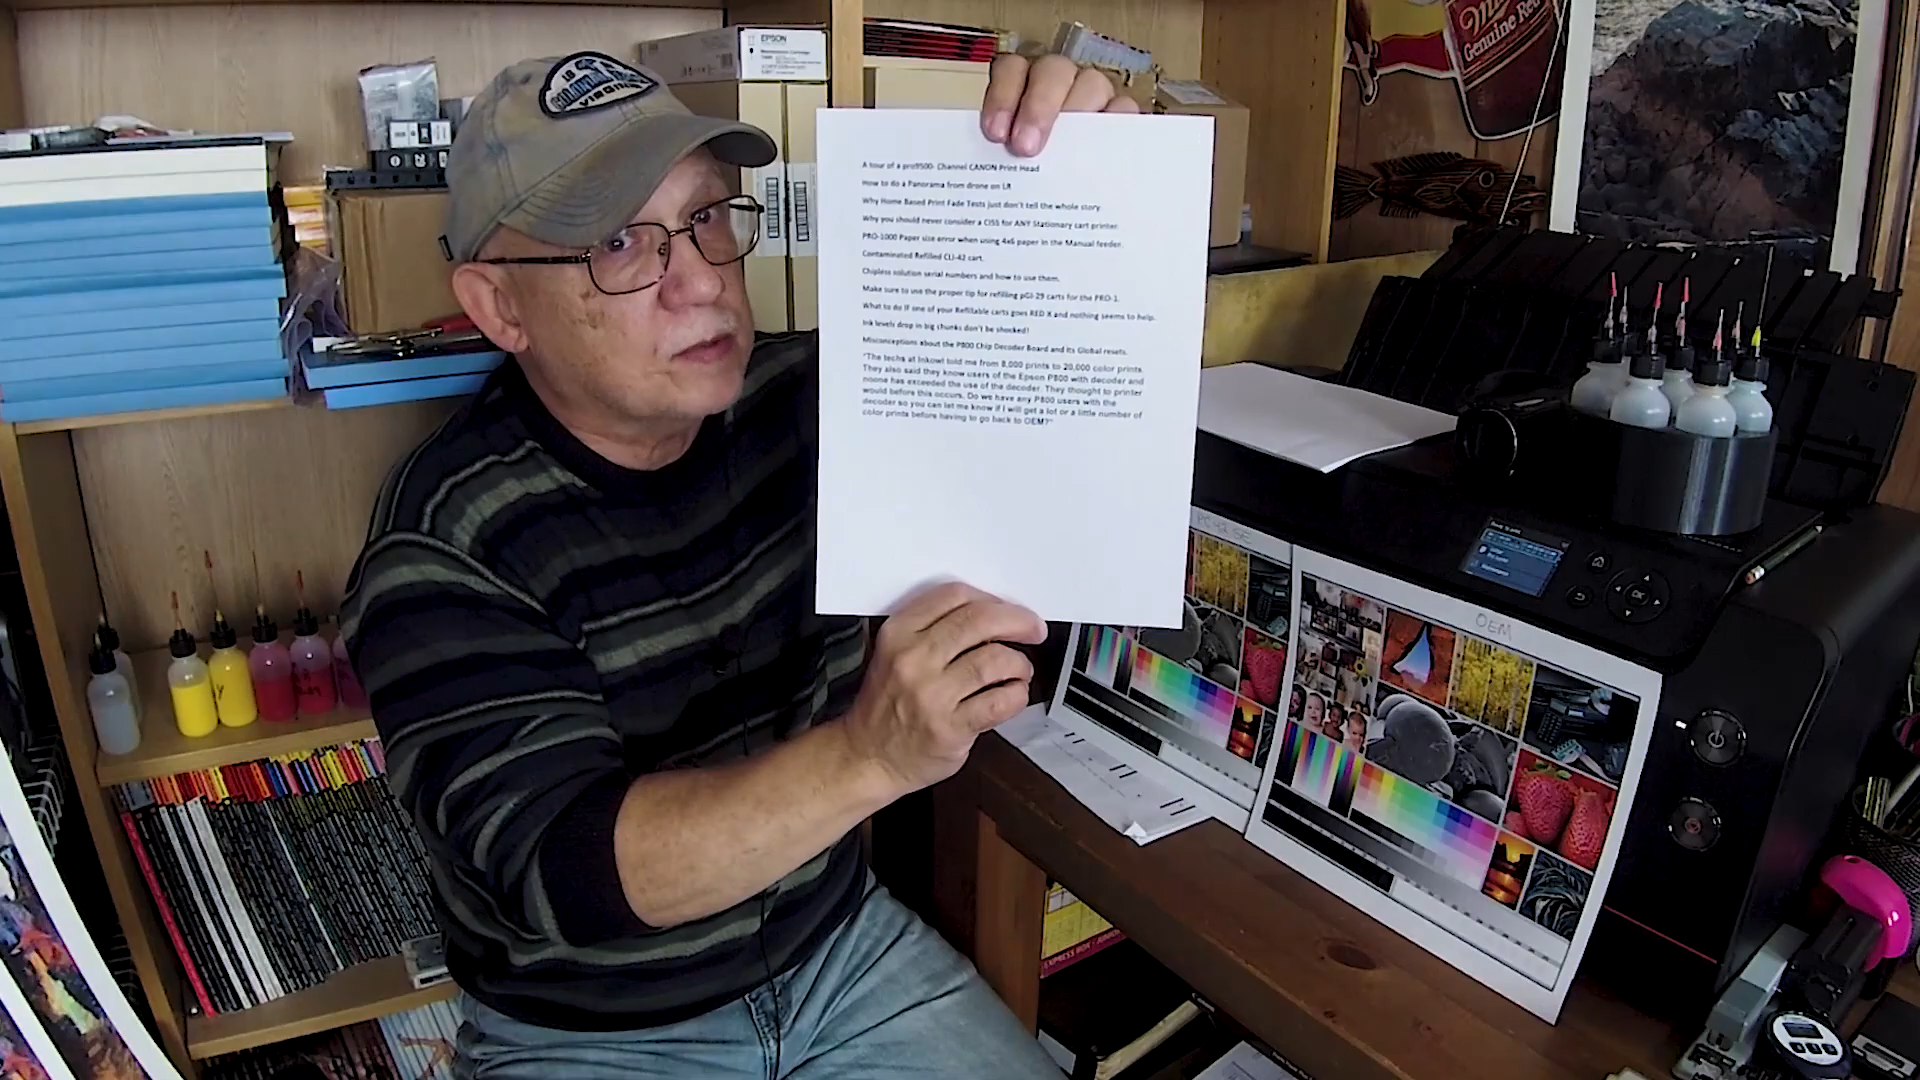 EPSON
Maintenance Cartridge
Mi
Genuine Red
VIRGINIA
29
A tour of a pro9500- Channel CANON Print Head
How to do a Panorama from drone on LR
Why Home Based Print Fade Tests just don't tell the whole story.
Why you should never consider a CISS for ANY Stationary cart printer
PRO-1000 Paper size error when using 4x6 paper in the Manual feeder.
Contaminated Refilled CLI-42 cart.
Chipless solution serial numbers and how to use them.
Make sure to use the proper tip for refilling pGI-29 carts for the PRO-1.
What to do if one of your Refillable carts goes RED X and nothing seems to help.
Ink levels drop in big chunks don't be shocked!
Misconceptions about the P800 Chip Decoder Board and its Global resets.
"The techs at Inkowl told me from 8,000 prints to 20,000 color prints.
They also said they know users of the Epson P800 with decoder and
noone has exceeded the use of the decoder. They thought to printer
would before this occurs. Do we have any P800 users with the
decoder so you can let me know if I will get a lot or a little number of
color prints before having to go back to OEM?"
OEM
OK
Y
EXPRESS BOX - JUNIOR